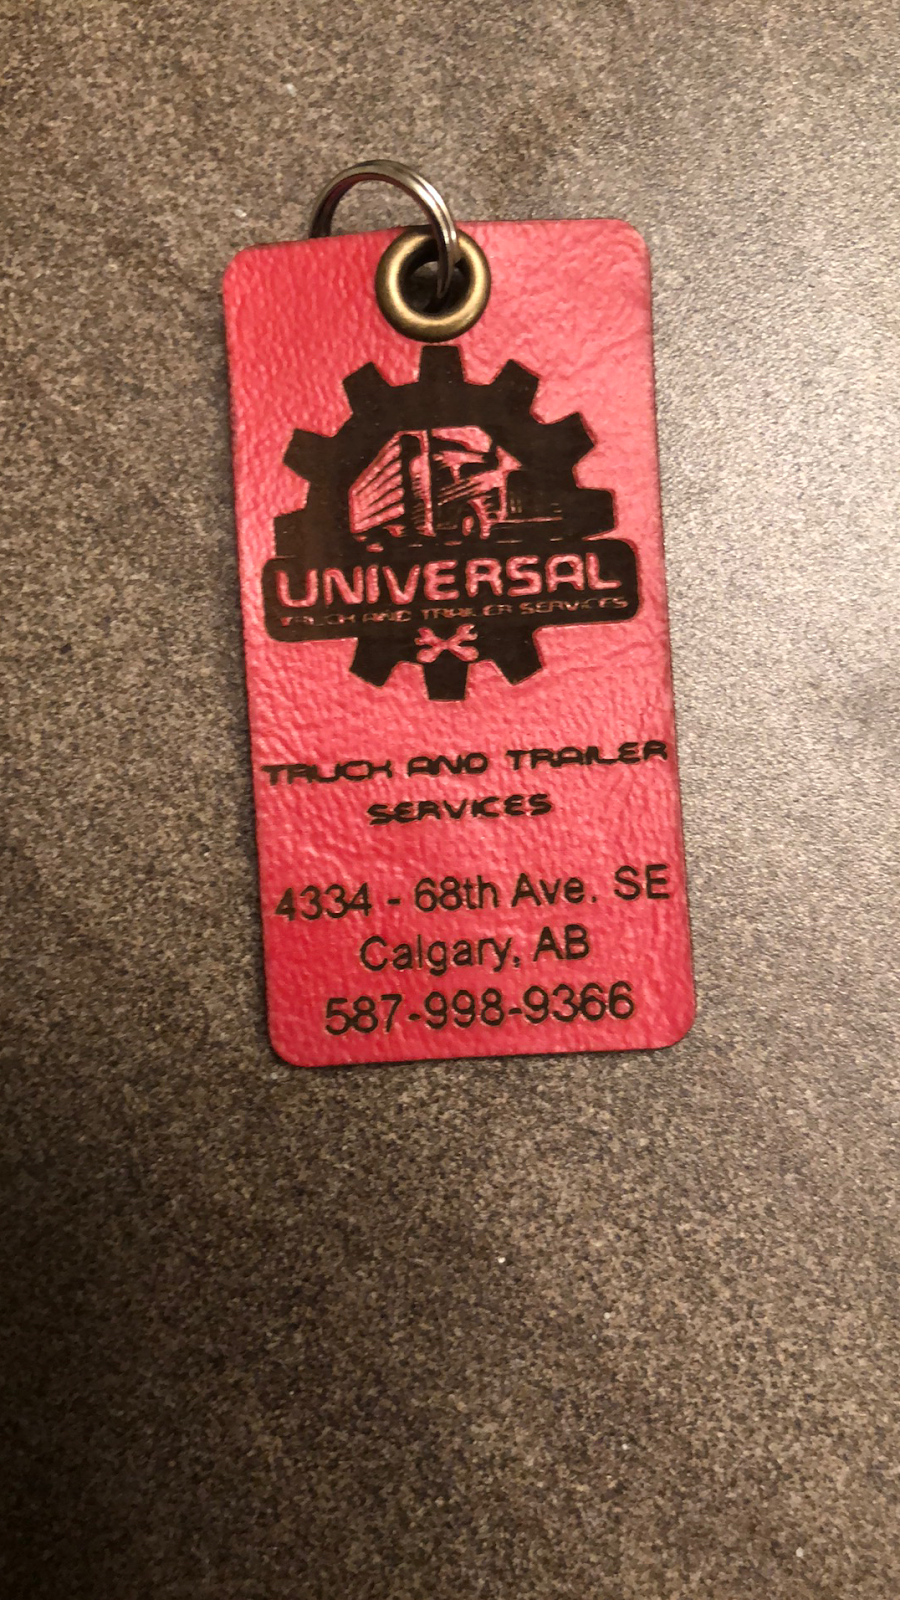 UNIVERSAL
TRUCK AND TRAILER SERVICES
TRUCK AND TRAILER
SERVICES
4334 - 68th Ave. SE
Calgary, AB
587-998-9366